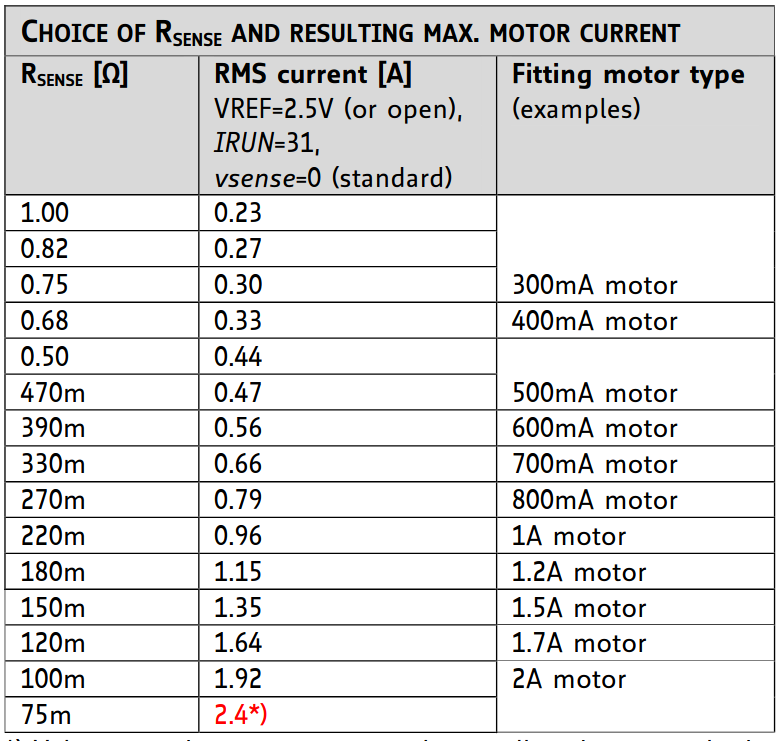 CHOICE OF RSENSE AND RESULTING MAX. MOTOR CURRENT
RSENSE [Ω] RMS current [A] Fitting motor type
VREF=2.5V (or open), (examples)
IRUN=31,
vsense=0 (standard)
1.00 0.23
0.82 0.27
0.75 0.30 300mA motor
0.68 0.33 400mA motor
0.50 0.44
470m 0.47 500mA motor
390m 0.56 600mA motor
330m 0.66 700mA motor
270m 0.79 800mA motor
220m 0.96 1A motor
180m 1.15 1.2A motor
150m 1.35 1.5A motor
120m 1.64 1.7A motor
100m 1.92 2A motor
75m 2.4*)